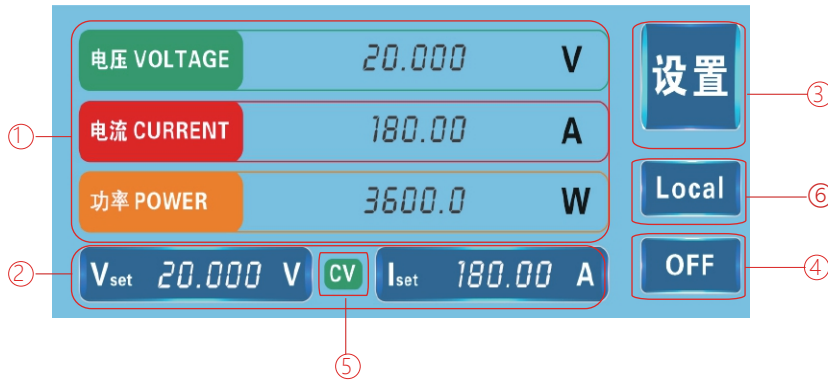 电压 VOLTAGE 20.000 V
设置
③
① 电流 CURRENT 180.00 A
功率 POWER 3600.0 W
Local ⑥
② Vset 20.000 V CV Iset 180.00 A
OFF ④
⑤